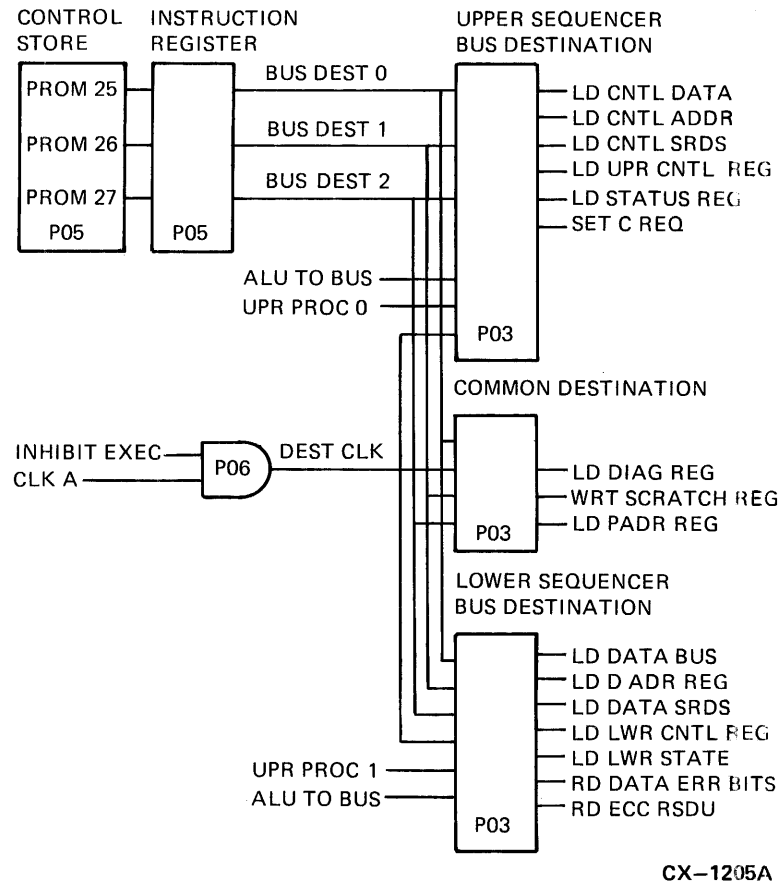 CONTROL STORE
INSTRUCTION REGISTER
UPPER SEQUENCER
BUS DESTINATION
PROM 25
PROM 26
PROM 27
P05
P05
BUS DEST 0
BUS DEST 1
BUS DEST 2
ALU TO BUS
UPR PROC 0
P03
LD CNTL DATA
LD CNTL ADDR
LD CNTL SRDS
LD UPR CNTL REG
LD STATUS REG
SET C REQ
COMMON DESTINATION
INHIBIT EXEC
CLK A
P06
DEST CLK
P03
LD DIAG REG
WRT SCRATCH REG
LD PADR REG
LOWER SEQUENCER
BUS DESTINATION
UPR PROC 1
ALU TO BUS
P03
LD DATA BUS
LD D ADR REG
LD DATA SRDS
LD LWR CNTL REG
LD LWR STATE
RD DATA ERR BITS
RD ECC RSDU
CX-1205A